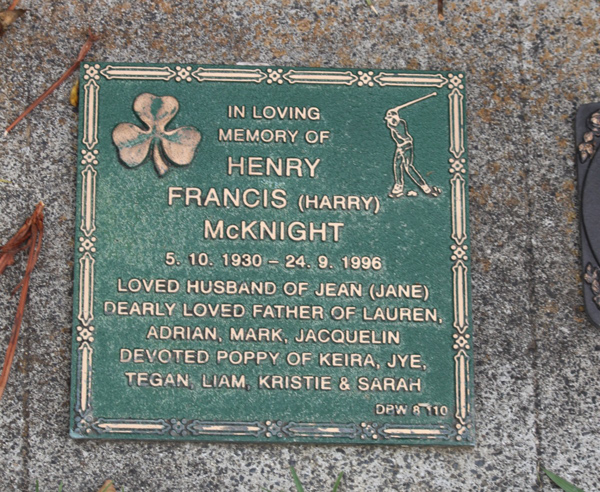 IN LOVING
MEMORY OF
HENRY
FRANCIS (HARRY)
McKNIGHT
5. 10. 1930 – 24. 9. 1996
LOVED HUSBAND OF JEAN (JANE)
DEARLY LOVED FATHER OF LAUREN,
ADRIAN, MARK, JACQUELIN
DEVOTED POPPY OF KEIRA, JYE,
TEGAN, LIAM, KRISTIE & SARAH
DPW 8 110